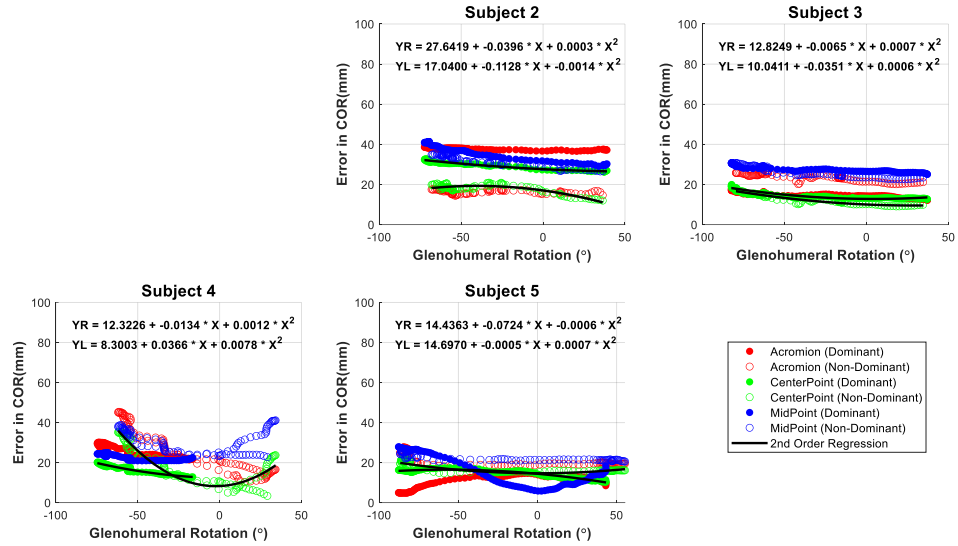 Subject 2
YR = 27.6419 + -0.0396 * X + 0.0003 * X²
YL = 17.0400 + -0.1128 * X + -0.0014 * X²
Error in COR(mm)
100
80
60
40
20
0
-100 -50 0 50
Glenohumeral Rotation (°)
Subject 3
YR = 12.8249 + -0.0065 * X + 0.0007 * X²
YL = 10.0411 + -0.0351 * X + 0.0006 * X²
Error in COR(mm)
100
80
60
40
20
0
-100 -50 0 50
Glenohumeral Rotation (°)
Subject 4
YR = 12.3226 + -0.0134 * X + 0.0012 * X²
YL = 8.3003 + 0.0366 * X + 0.0078 * X²
Error in COR(mm)
100
80
60
40
20
0
-100 -50 0 50
Glenohumeral Rotation (°)
Subject 5
YR = 14.4363 + -0.0724 * X + -0.0006 * X²
YL = 14.6970 + -0.0005 * X + 0.0007 * X²
Error in COR(mm)
100
80
60
40
20
0
-100 -50 0 50
Glenohumeral Rotation (°)
Acromion (Dominant)
Acromion (Non-Dominant)
CenterPoint (Dominant)
CenterPoint (Non-Dominant)
MidPoint (Dominant)
MidPoint (Non-Dominant)
2nd Order Regression